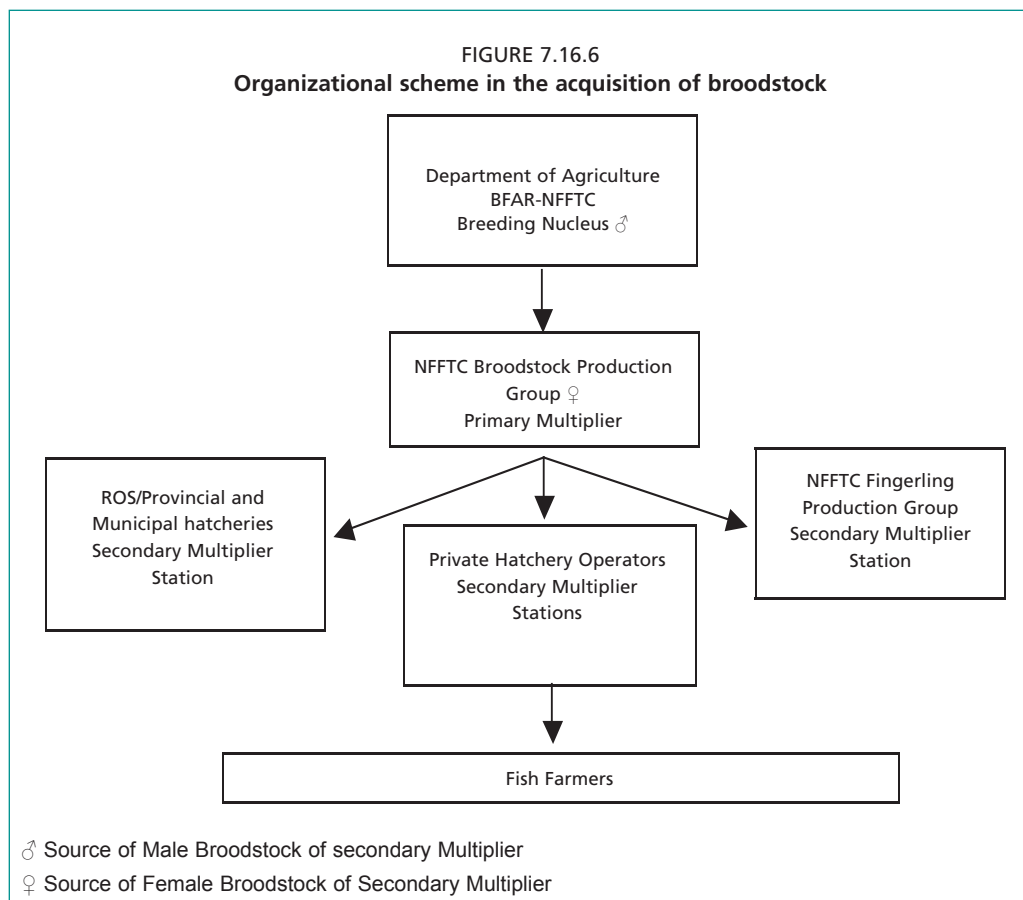 FIGURE 7.16.6
Organizational scheme in the acquisition of broodstock
Department of Agriculture
BFAR-NFFTC
Breeding Nucleus ♂
NFFTC Broodstock Production
Group ♀
Primary Multiplier
ROS/Provincial and
Municipal hatcheries
Secondary Multiplier
Station
Private Hatchery Operators
Secondary Multiplier
Stations
NFFTC Fingerling
Production Group
Secondary Multiplier
Station
Fish Farmers
♂ Source of Male Broodstock of secondary Multiplier
♀ Source of Female Broodstock of Secondary Multiplier